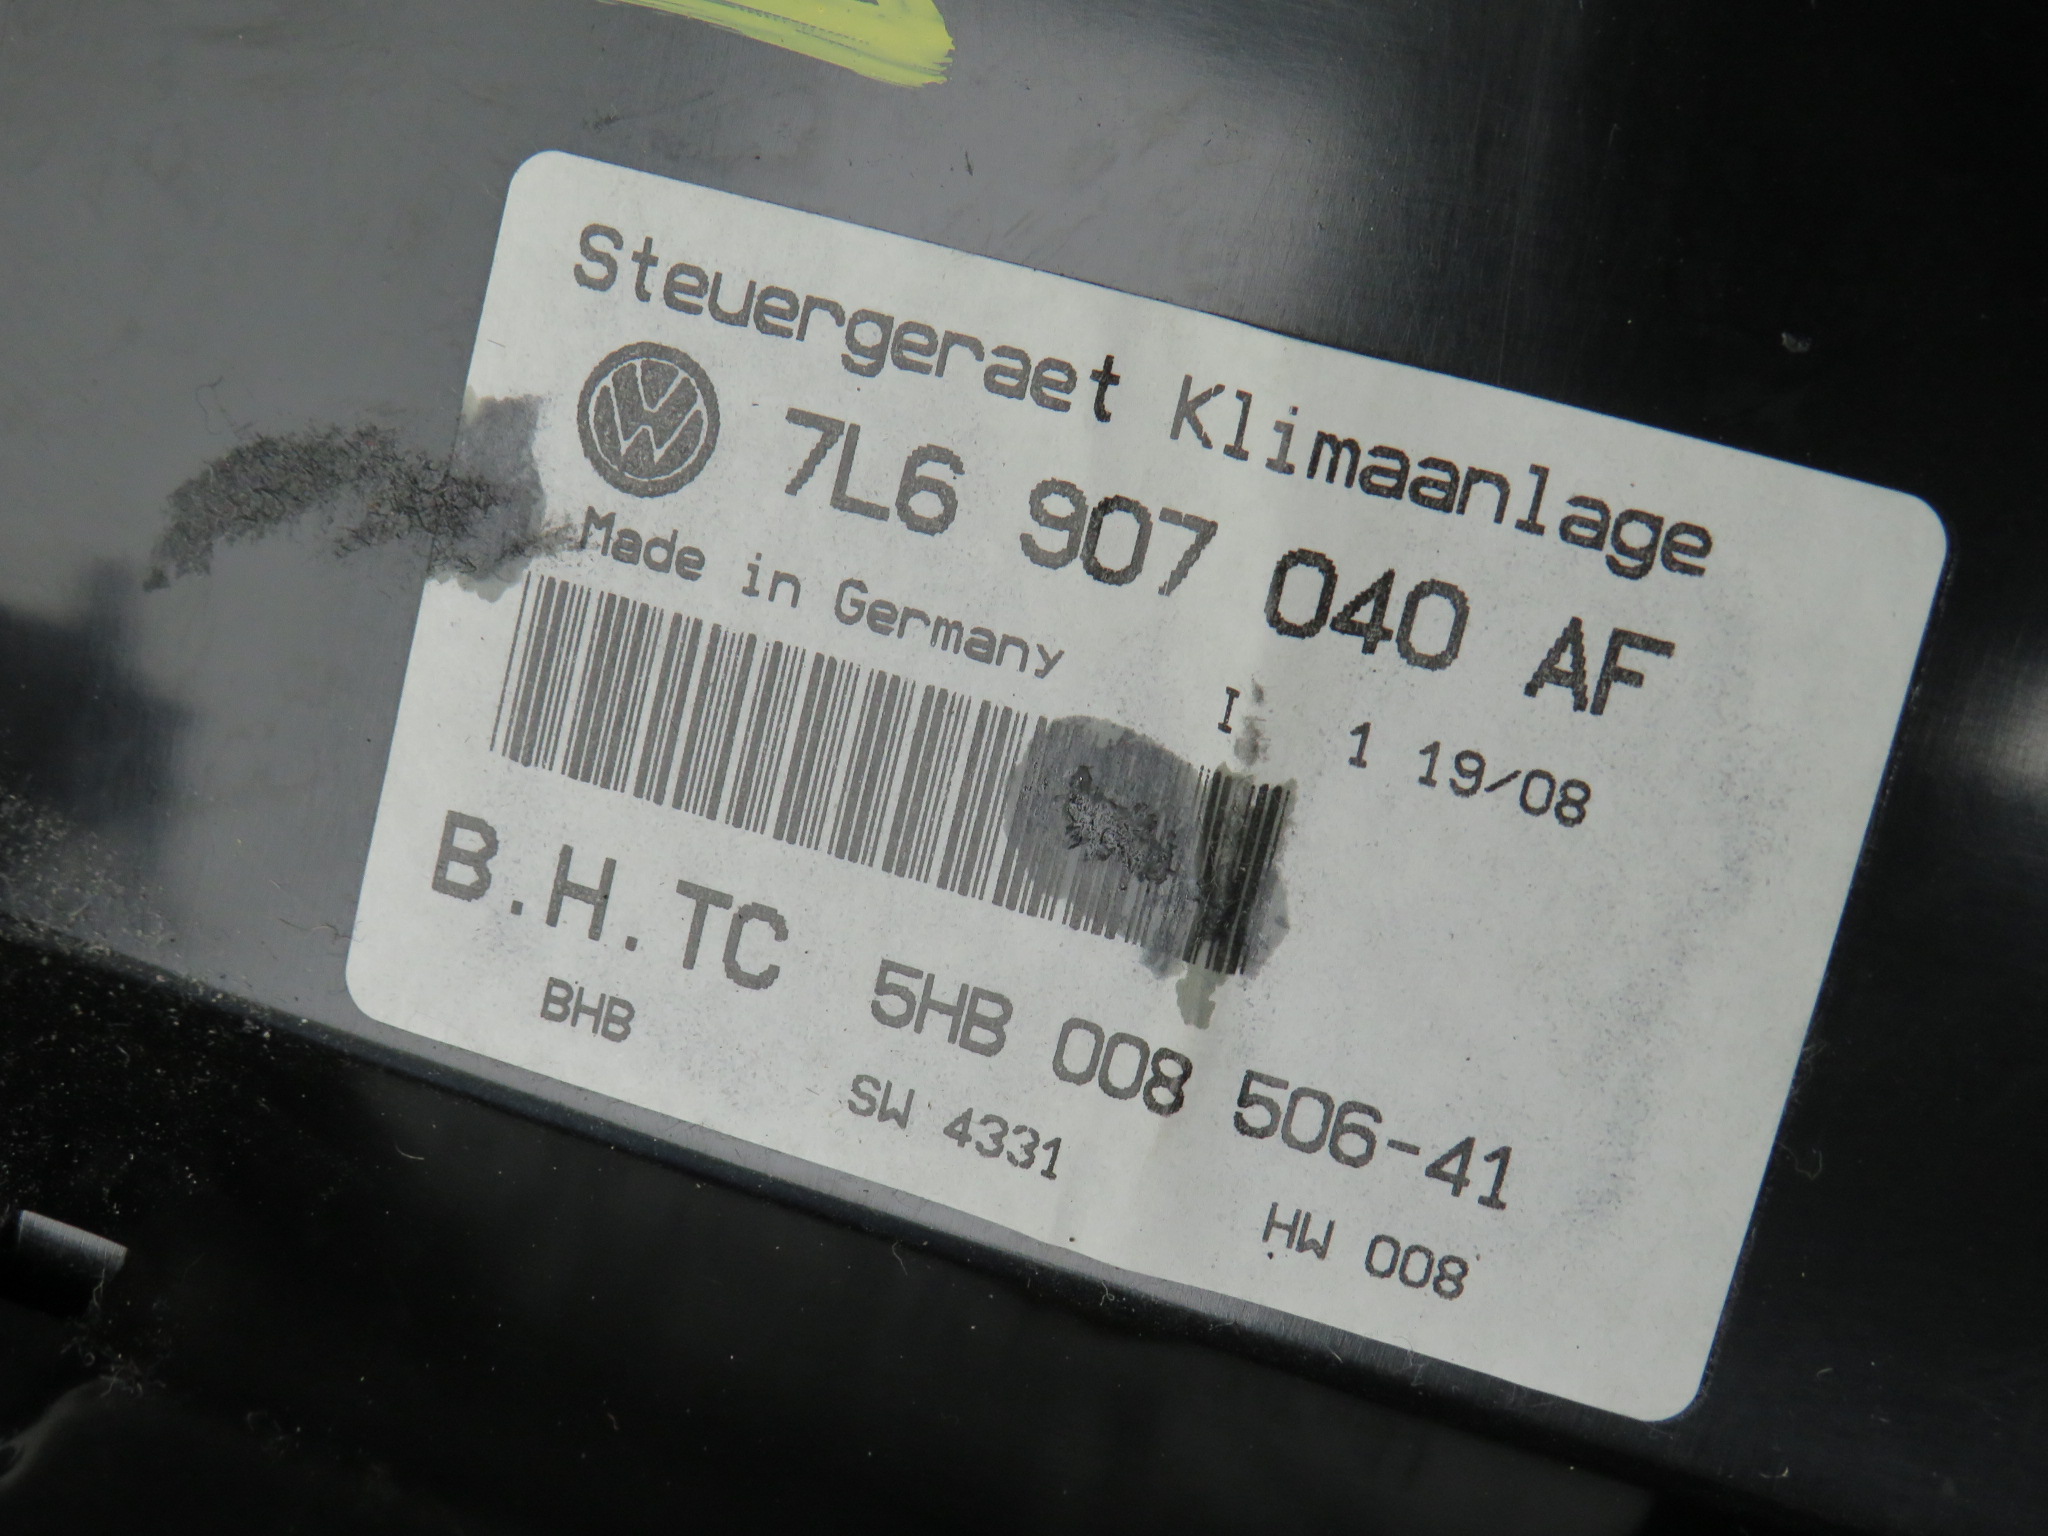 Steuergeraet Klimaanlage
7L6 907 040 AF
Made in Germany
I 1 19/08
B.H.TC 5HB 008 506-41
BHB SW 4331 HW 008